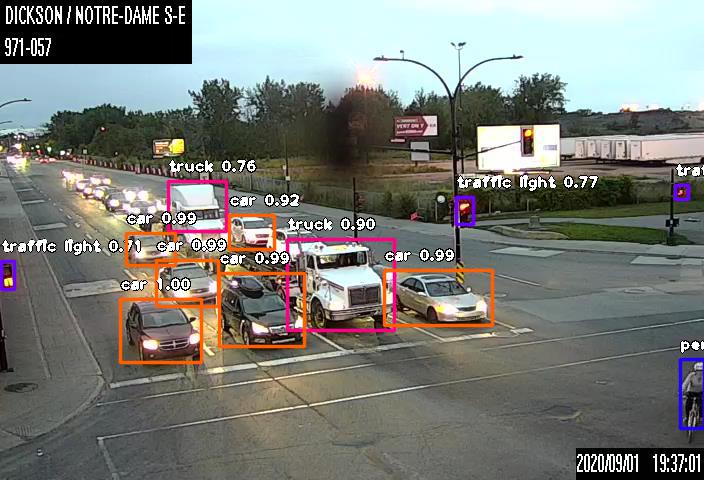 DICKSON / NOTRE-DAME S-E
971-057
truck 0.76
traffic light 0.77
traf
car 0.92
car 0.99
truck 0.90
traffic light 0.71
car 0.99
car 0.99
car 0.99
car 1.00
per
2020/09/01 19:37:01